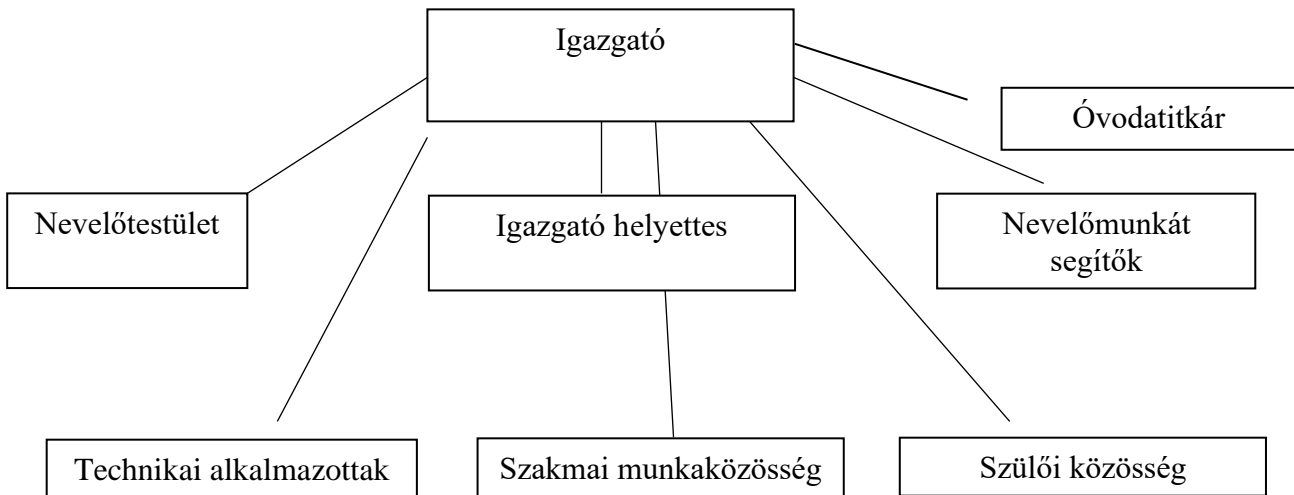 Igazgató
Óvodatitkár
Nevelőtestület
Igazgató helyettes
Nevelőmunkát
segítők
Technikai alkalmazottak
Szakmai munkaközösség
Szülői közösség